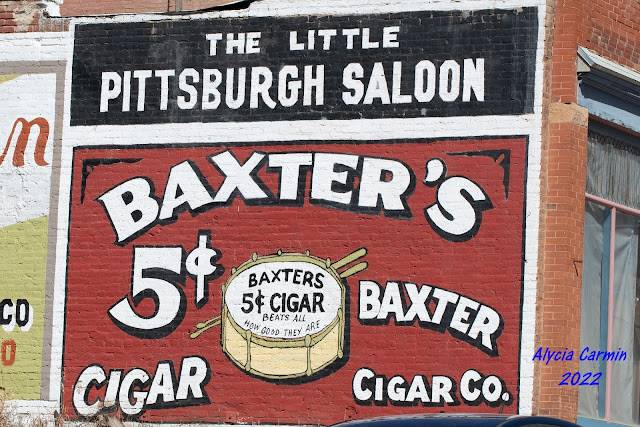 THE LITTLE
PITTSBURGH SALOON
BAXTER'S
5¢
BAXTERS
5¢ CIGAR
BEATS ALL
HOW GOOD THEY ARE
BAXTER
CIGAR
CIGAR CO.
CO
O
Alycia Carmin
2022